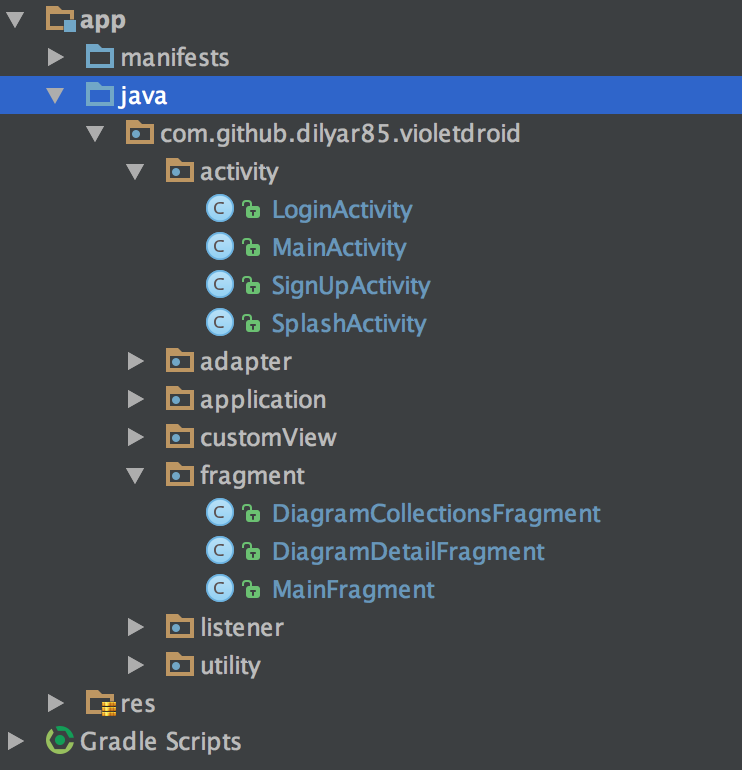 app
manifests
java
com.github.dilyar85.violetdroid
activity
C LoginActivity
C MainActivity
C SignUpActivity
C SplashActivity
adapter
application
customView
fragment
C DiagramCollectionsFragment
C DiagramDetailFragment
C MainFragment
listener
utility
res
Gradle Scripts